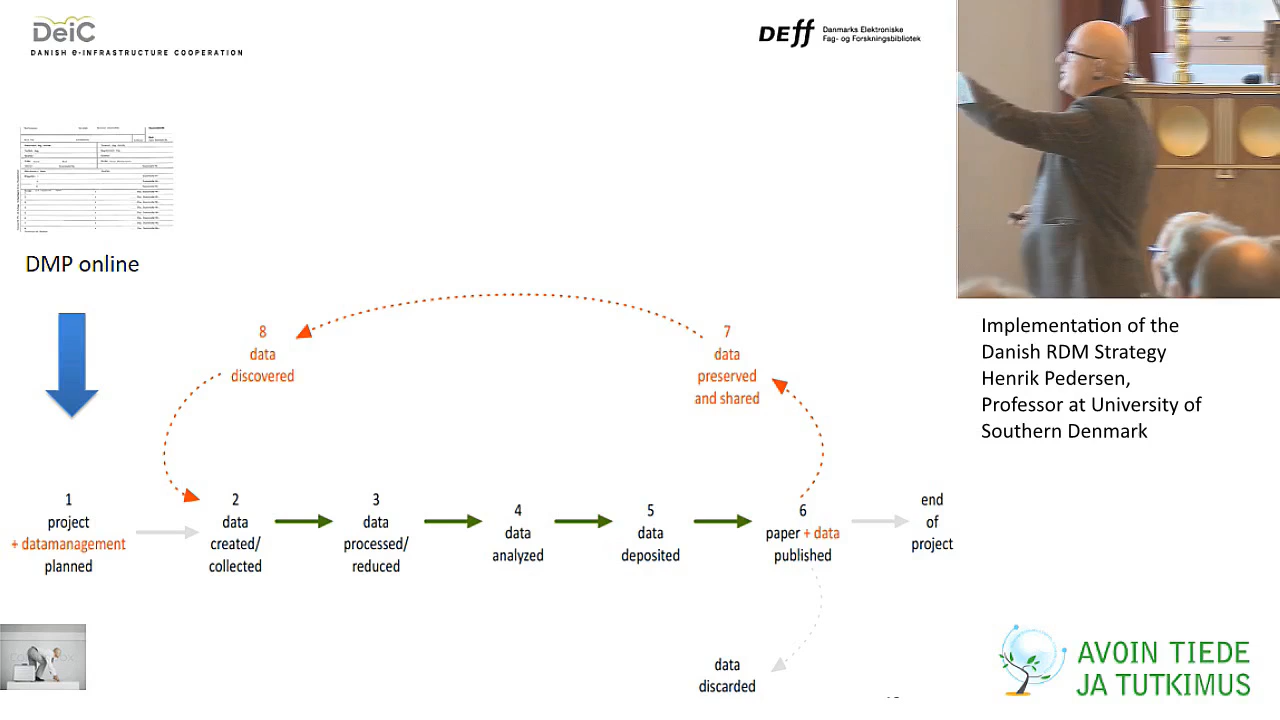 DeiC
DANISH e-INFRASTRUCTURE COOPERATION
DEff
Danmarks Elektroniske
Fag- og Forskningsbibliotek
DMP online
8
data
discovered
7
data
preserved
and shared
1
project
+ datamanagement
planned
2
data
created/
collected
3
data
processed/
reduced
4
data
analyzed
5
data
deposited
6
paper + data
published
end
of
project
data
discarded
Implementation of the
Danish RDM Strategy
Henrik Pedersen,
Professor at University of
Southern Denmark
AVOIN TIEDE
JA TUTKIMUS